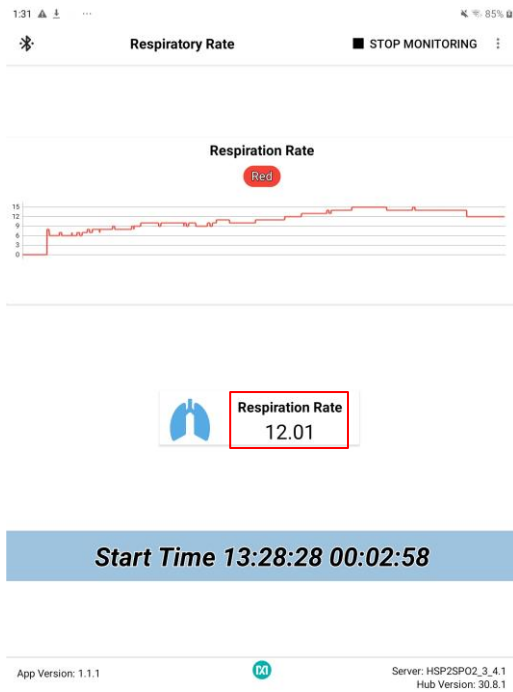 1:31 ... 85%
Respiratory Rate STOP MONITORING
Respiration Rate
Red
15
12
9
6
3
0
Respiration Rate
12.01
Start Time 13:28:28 00:02:58
App Version: 1.1.1
Server: HSP2SPO2_3_4.1
Hub Version: 30.8.1